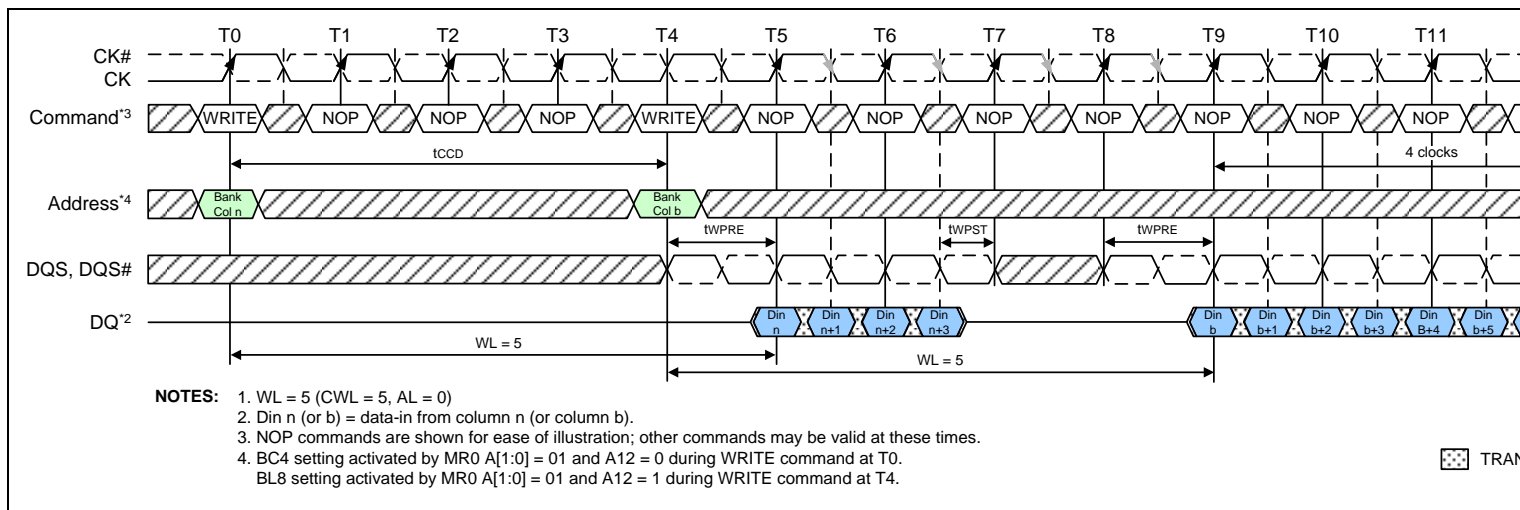 T0 T1 T2 T3 T4 T5 T6 T7 T8 T9 T10 T11
CK#
CK
Command*3 WRITE NOP NOP NOP WRITE NOP NOP NOP NOP NOP NOP NOP
tCCD 4 clocks
Address*4 Bank Col n Bank Col b
tWPRE tWPST tWPRE
DQS, DQS#
DQ*2 Din n Din n+1 Din n+2 Din n+3 Din b Din b+1 Din b+2 Din b+3 Din B+4 Din b+5
WL = 5
WL = 5
NOTES: 1. WL = 5 (CWL = 5, AL = 0)
2. Din n (or b) = data-in from column n (or column b).
3. NOP commands are shown for ease of illustration; other commands may be valid at these times.
4. BC4 setting activated by MR0 A[1:0] = 01 and A12 = 0 during WRITE command at T0.
BL8 setting activated by MR0 A[1:0] = 01 and A12 = 1 during WRITE command at T4.
TRAN